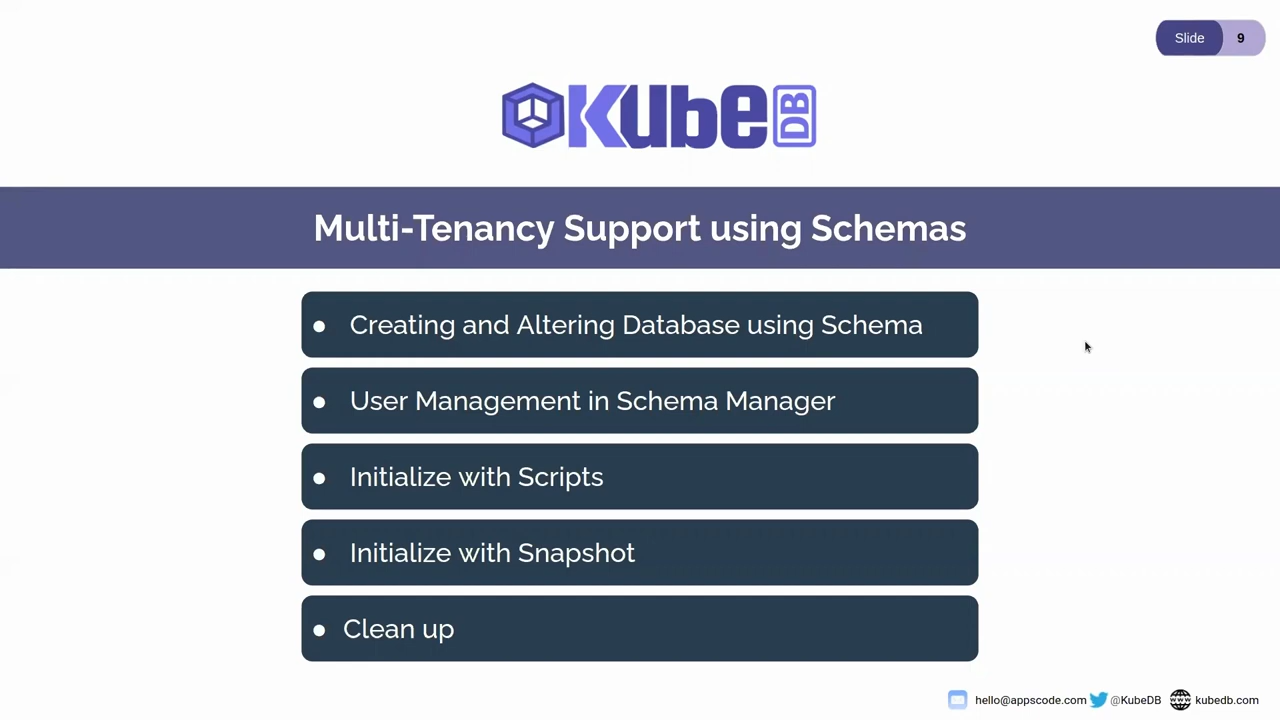 Slide 9
KubeDB
Multi-Tenancy Support using Schemas
● Creating and Altering Database using Schema
● User Management in Schema Manager
● Initialize with Scripts
● Initialize with Snapshot
● Clean up
hello@appscode.com @KubeDB kubedb.com